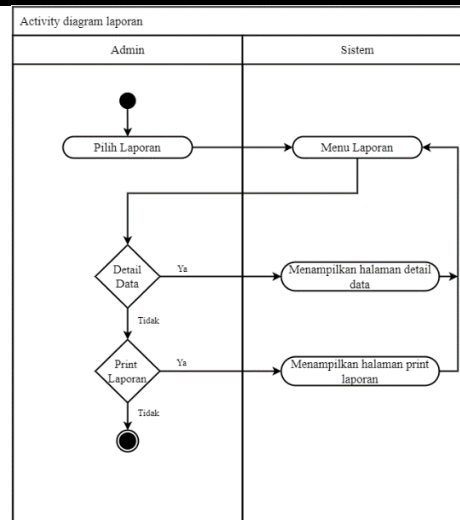 Activity diagram laporan
Admin
Sistem
Pilih Laporan
Menu Laporan
Detail
Data
Ya
Menampilkan halaman detail
data
Tidak
Print
Laporan
Ya
Menampilkan halaman print
laporan
Tidak